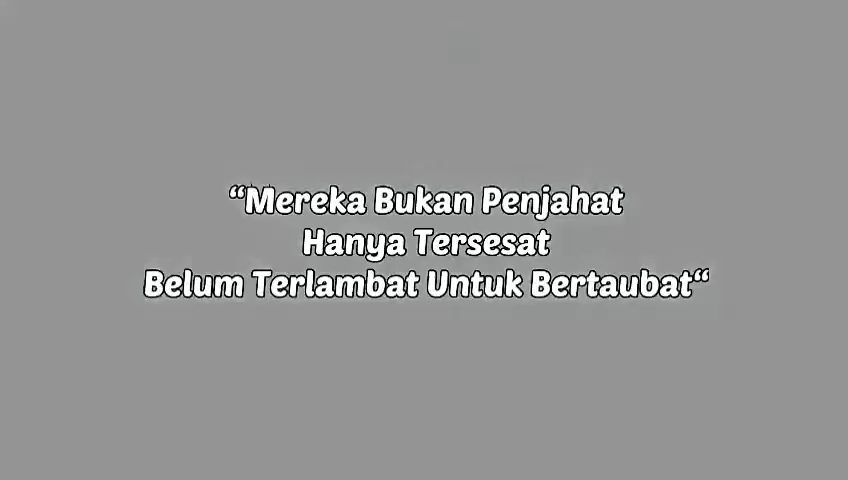 “Mereka Bukan Penjahat
Hanya Tersesat
Belum Terlambat Untuk Bertaubat“